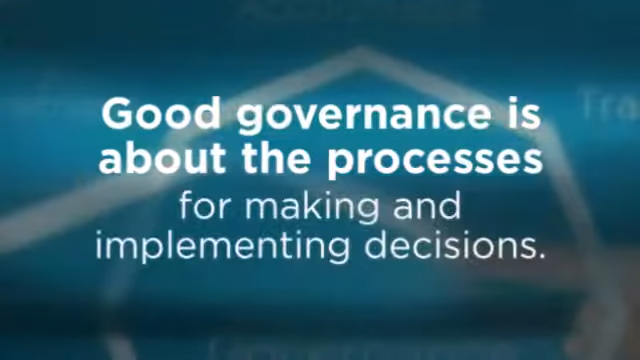 Good governance is
about the processes
for making and
implementing decisions.